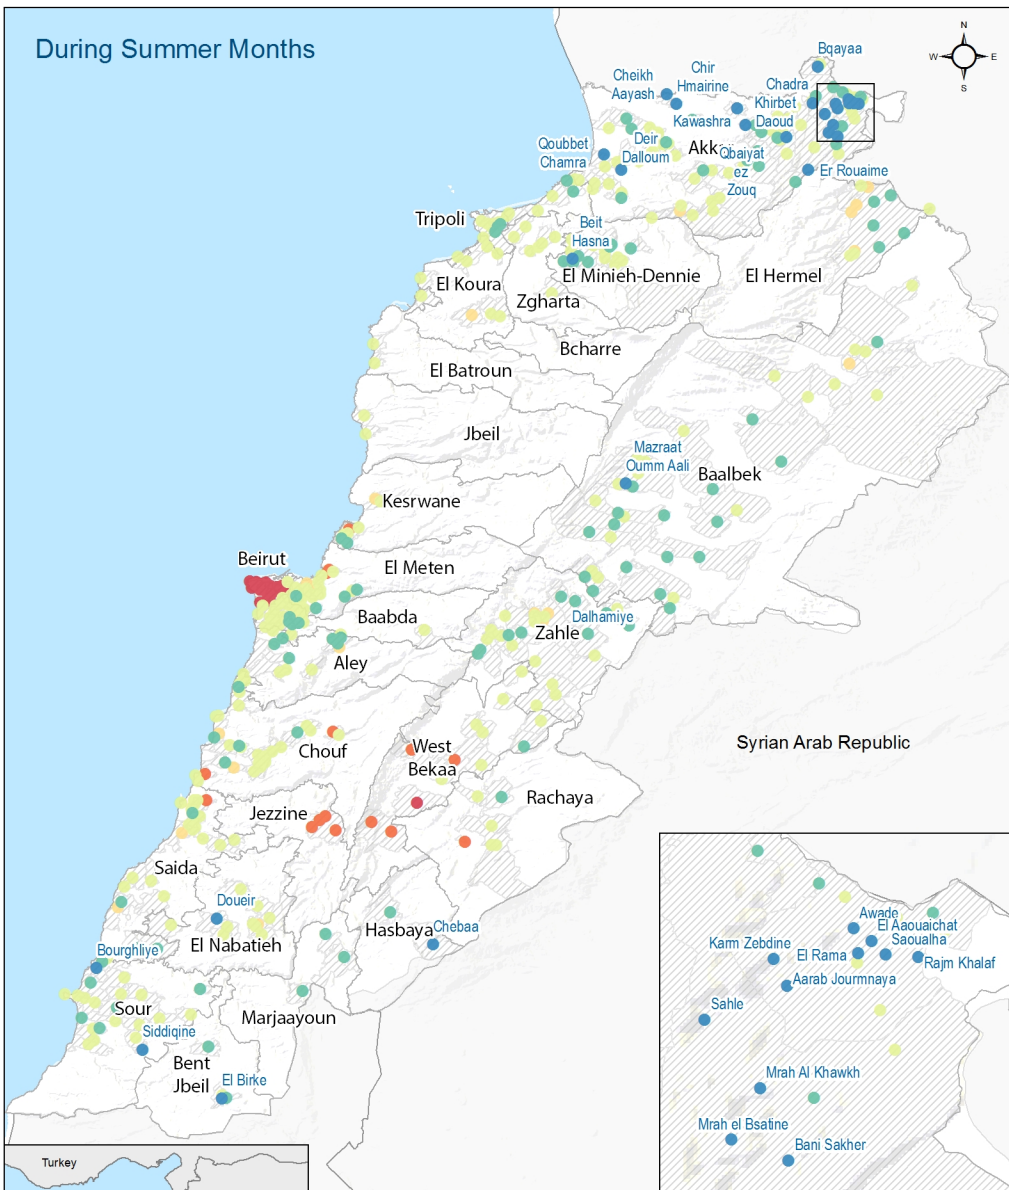 During Summer Months
N
W
E
S
Bqayaa
Cheikh
Aayash
Chir
Hmairine
Chadra
Khirbet
Daoud
Kawashra
Qoubbet
Chamra
Deir
Dalloum
Qbaiyat
ez
Zouq
Er Rouaime
Tripoli
Beit
Hasna
El Minieh-Dennie
El Hermel
El Koura
Zgharta
Bcharre
El Batroun
Jbeil
Mazraat
Oumm Aali
Baalbek
Kesrwane
Beirut
El Meten
Baabda
Dalhamiye
Zahle
Aley
Chouf
West
Bekaa
Syrian Arab Republic
Rachaya
Jezzine
Saida
Doueir
Hasbaya
Chebaa
El Nabatieh
Bourghliye
Sour
Marjaayoun
Siddiqine
Bent
Jbeil
El Birke
Turkey
Awade
El Aaouaichat
Saoualha
Karm Zebdine
El Rama
Rajm Khalaf
Aarab Jourmnaya
Sahle
Mrah Al Khawkh
Mrah el Bsatine
Bani Sakher